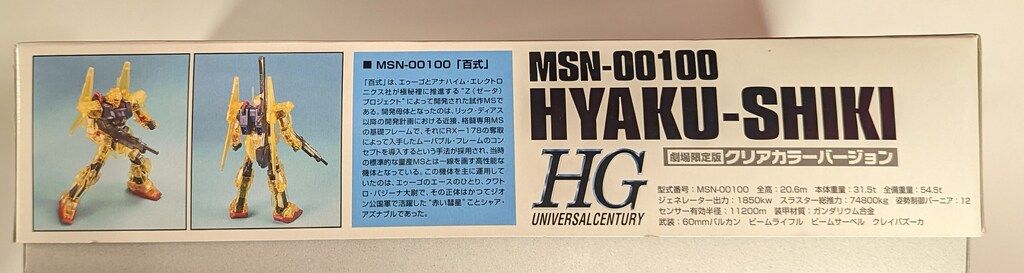 ■ MSN-00100「百式」
「百式」は、エゥーゴとアナハイム・エレクトロ
ニクス社が極秘裡に推進する“Z（ゼータ）
プロジェクト”によって開発された試作MSで
ある。開発母体となったのは、リック・ディアス
以降の開発計画における近接、格闘専用MS
の基礎フレームで、それにRX−178の奪取
によって入手したムーバブル・フレームのコン
セプトを導入するという手法が採用され、当時
の標準的な量産MSとは一線を画す高性能な
機体となっている。この機体を主に運用して
いたのは、エゥーゴのエースのひとり、クワト
ロ・バジーナ大尉で、その正体はかつてジオ
ン公国軍で活躍した“赤い彗星”ことシャア・
アズナブルであった。
MSN-00100
HYAKU-SHIKI
劇場限定版 クリアカラーバージョン
HG
UNIVERSAL CENTURY
型式番号：MSN-00100 全高：20.6m 本体重量：31.5t 全備重量：54.5t
ジェネレーター出力：1850kw スラスター総推力：74800kg 姿勢制御バーニア：12
センサー有効半径：11200m 装甲材質：ガンダリウム合金
武装：60mmバルカン ビームライフル ビームサーベル クレイバズーカ